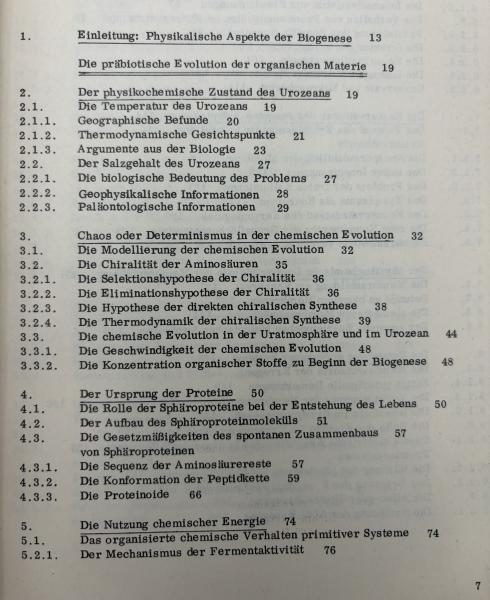 1. Einleitung: Physikalische Aspekte der Biogenese 13
Die präbiotische Evolution der organischen Materie 19
2. Der physikochemische Zustand des Urozeans 19
2.1. Die Temperatur des Urozeans 19
2.1.1. Geographische Befunde 20
2.1.2. Thermodynamische Gesichtspunkte 21
2.1.3. Argumente aus der Biologie 23
2.2. Der Salzgehalt des Urozeans 27
2.2.1. Die biologische Bedeutung des Problems 27
2.2.2. Geophysikalische Informationen 28
2.2.3. Paläontologische Informationen 29
3. Chaos oder Determinismus in der chemischen Evolution 32
3.1. Die Modellierung der chemischen Evolution 32
3.2. Die Chiralität der Aminosäuren 35
3.2.1. Die Selektionshypothese der Chiralität 36
3.2.2. Die Eliminationshypothese der Chiralität 36
3.2.3. Die Hypothese der direkten chiralischen Synthese 38
3.2.4. Die Thermodynamik der chiralischen Synthese 39
3.3. Die chemische Evolution in der Uratmosphäre und im Urozean 44
3.3.1. Die Geschwindigkeit der chemischen Evolution 48
3.3.2. Die Konzentration organischer Stoffe zu Beginn der Biogenese 48
4. Der Ursprung der Proteine 50
4.1. Die Rolle der Sphäroproteine bei der Entstehung des Lebens 50
4.2. Der Aufbau des Sphäroproteinmoleküls 51
4.3. Die Gesetzmäßigkeiten des spontanen Zusammenbaus 57
von Sphäroproteinen
4.3.1. Die Sequenz der Aminosäurereste 57
4.3.2. Die Konformation der Peptidkette 59
4.3.3. Die Proteinoide 66
5. Die Nutzung chemischer Energie 74
5.1. Das organisierte chemische Verhalten primitiver Systeme 74
5.2.1. Der Mechanismus der Fermentaktivität 76
7